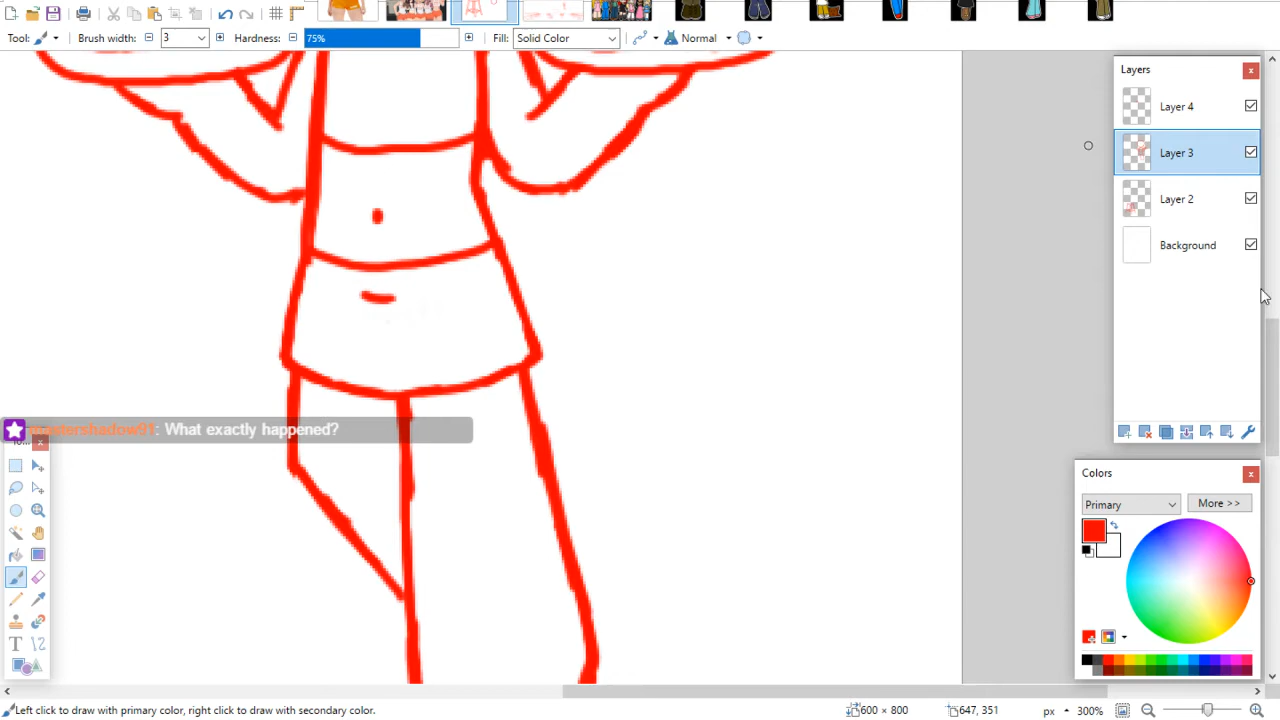 Tool:
Brush width:
3
Hardness:
75%
Fill:
Solid Color
Normal
Layers
Layer 4
Layer 3
Layer 2
Background
mastershadow91: What exactly happened?
Colors
Primary
More >>
Left click to draw with primary color, right click to draw with secondary color.
600 × 800
647, 351
px
300%